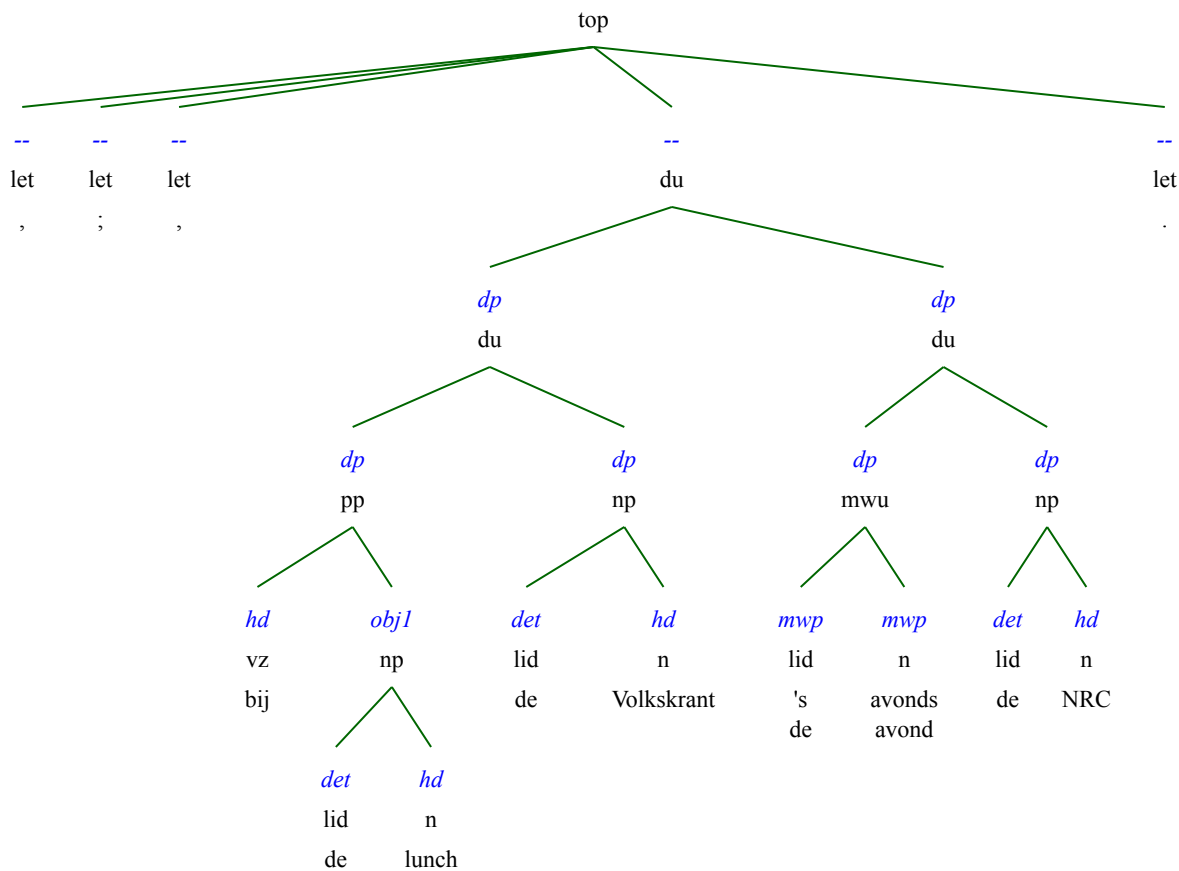 top
-- -- -- -- --
let let let du let
, ; , .
dp dp
du du
dp dp dp dp
pp np mwu np
hd obj1 det hd mwp mwp det hd
vz np lid n lid n lid n
bij de Volkskrant 's avonds de NRC
de avond
det hd
lid n
de lunch